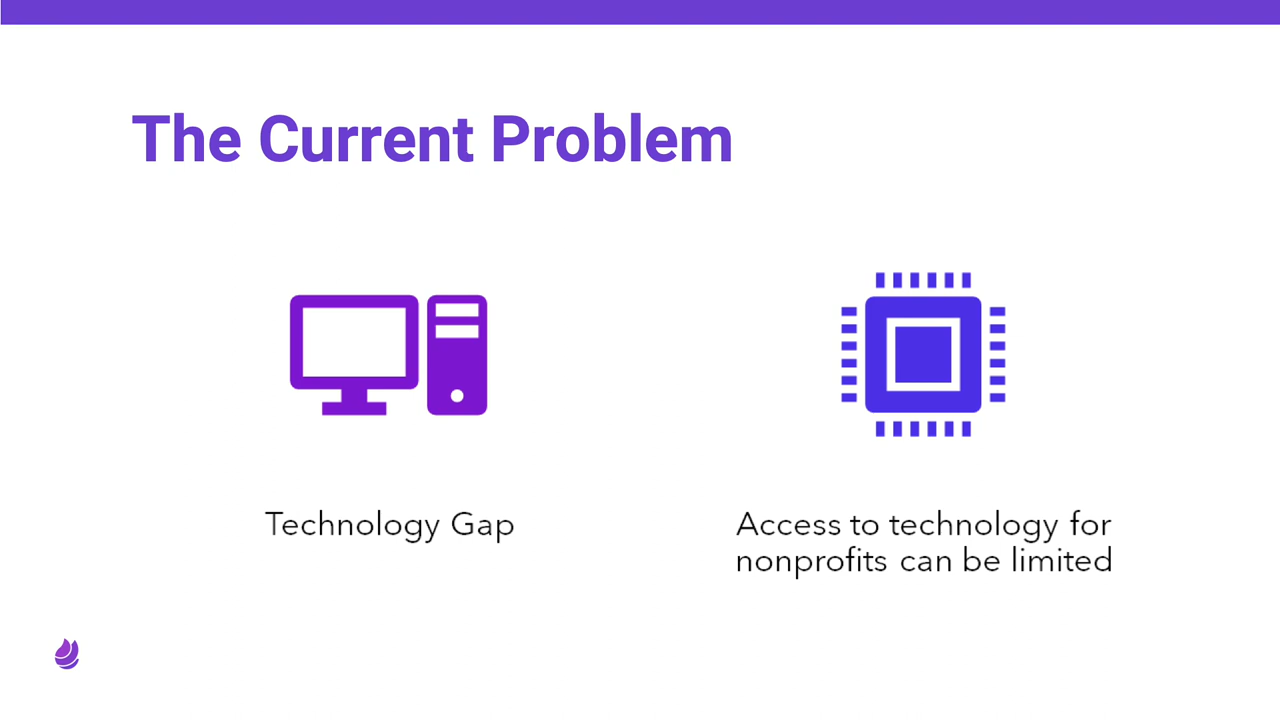 The Current Problem
Technology Gap
Access to technology for
nonprofits can be limited